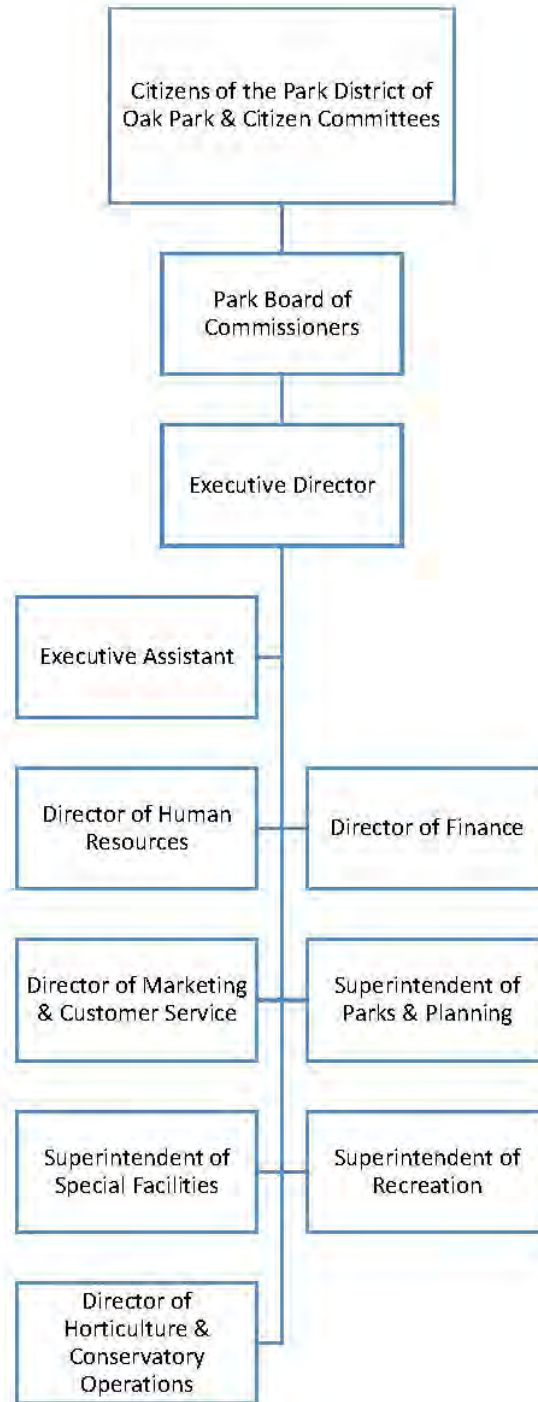 Citizens of the Park District of
Oak Park & Citizen Committees
Park Board of
Commissioners
Executive Director
Executive Assistant
Director of Human
Resources
Director of Finance
Director of Marketing
& Customer Service
Superintendent of
Parks & Planning
Superintendent of
Special Facilities
Superintendent of
Recreation
Director of
Horticulture &
Conservatory
Operations